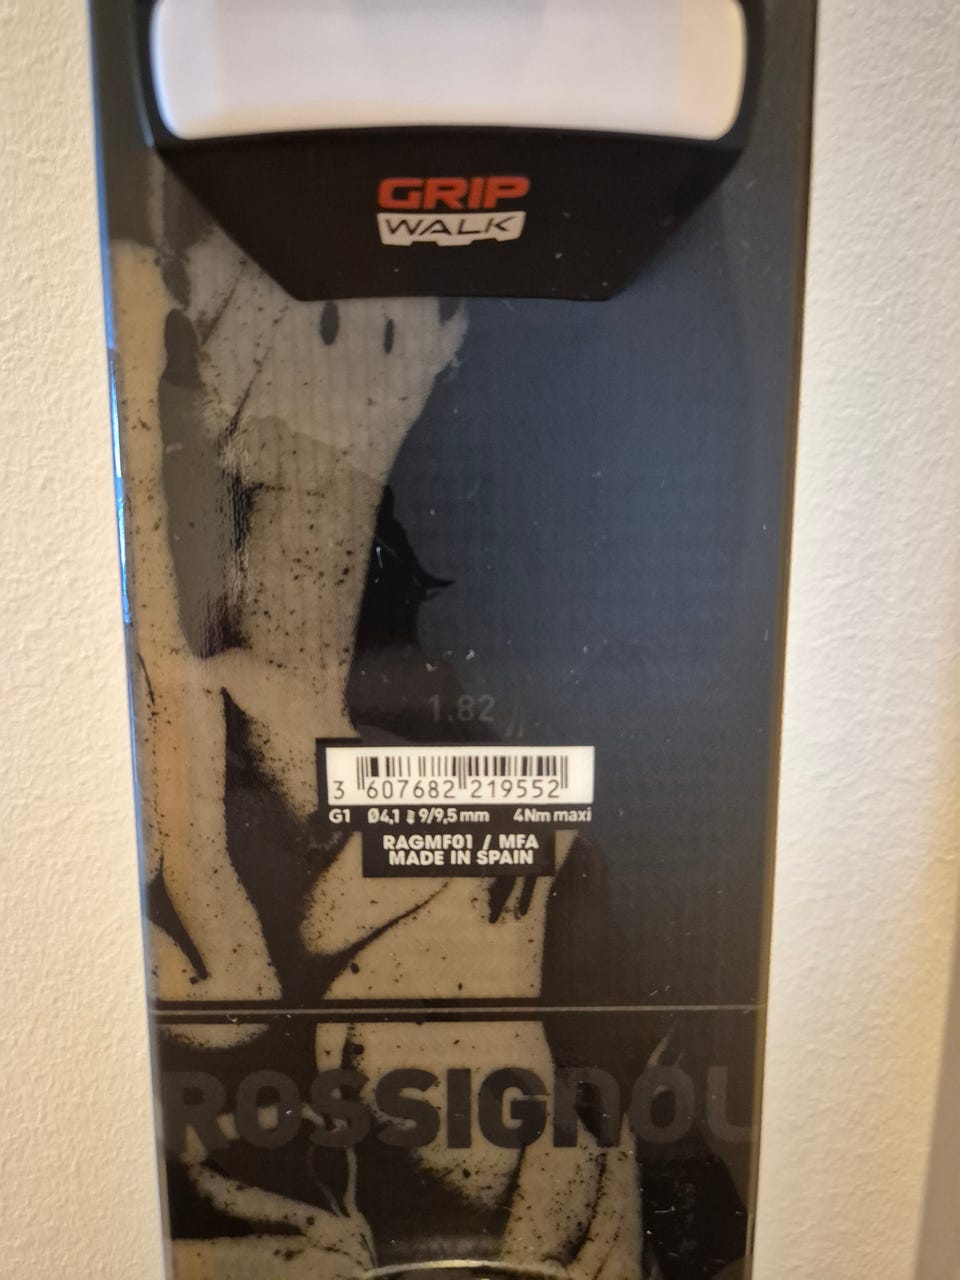 GRIP
WALK
1.82
3 607682 219552
G1 Ø4,1 9/9,5 mm 4Nm maxi
RAGMF01 / MFA
MADE IN SPAIN
ROSSIGNOL